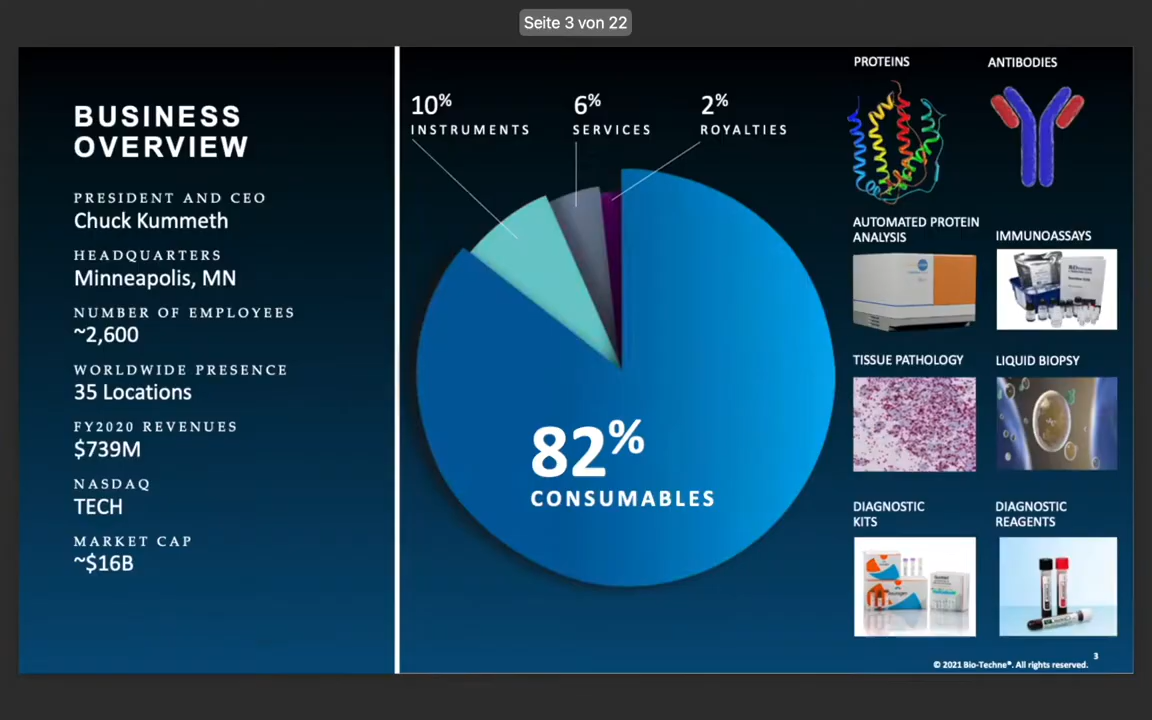 Seite 3 von 22
BUSINESS
OVERVIEW
PRESIDENT AND CEO
Chuck Kummeth
HEADQUARTERS
Minneapolis, MN
NUMBER OF EMPLOYEES
~2,600
WORLDWIDE PRESENCE
35 Locations
FY2020 REVENUES
$739M
NASDAQ
TECH
MARKET CAP
~$16B
10%
INSTRUMENTS
6%
SERVICES
2%
ROYALTIES
82%
CONSUMABLES
PROTEINS
ANTIBODIES
AUTOMATED PROTEIN
ANALYSIS
IMMUNOASSAYS
TISSUE PATHOLOGY
LIQUID BIOPSY
DIAGNOSTIC
KITS
DIAGNOSTIC
REAGENTS
3
© 2021 Bio-Techne®. All rights reserved.